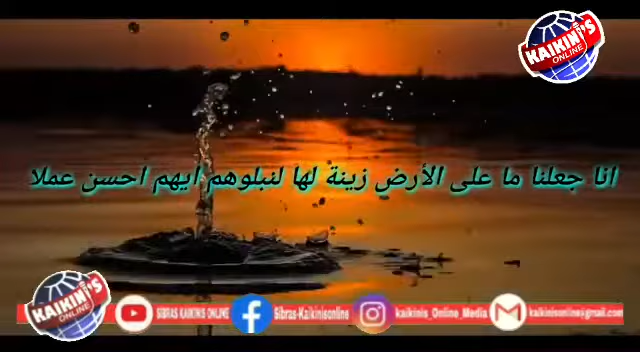 KAIKINI'S
ONLINE
انا جعلنا ما على الأرض زينة لها لنبلوهم ايهم احسن عملا
KAIKINI'S
ONLINE
SIBRAS KAIKINIS ONLINE
Sibras-Kaikinisonline
kaikinis_Online_Media
kaikinisonline@gmail.com